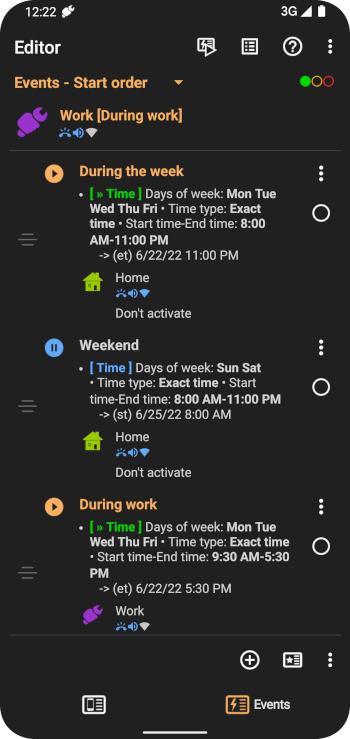 12:22 3G
Editor
Events - Start order
Work [During work]
During the week
• [ » Time ] Days of week: Mon Tue
Wed Thu Fri • Time type: Exact
time • Start time-End time: 8:00
AM-11:00 PM
-> (et) 6/22/22 11:00 PM
Home
Don't activate
Weekend
• [ Time ] Days of week: Sun Sat
• Time type: Exact time • Start
time-End time: 8:00 AM-11:00 PM
-> (st) 6/25/22 8:00 AM
Home
Don't activate
During work
• [ » Time ] Days of week: Mon Tue
Wed Thu Fri • Time type: Exact time
• Start time-End time: 9:30 AM-5:30
PM
-> (et) 6/22/22 5:30 PM
Work
Events